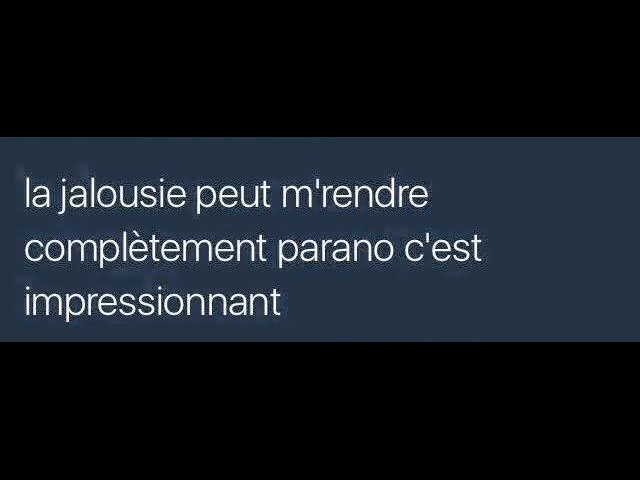 la jalousie peut m'rendre
complètement parano c'est
impressionnant